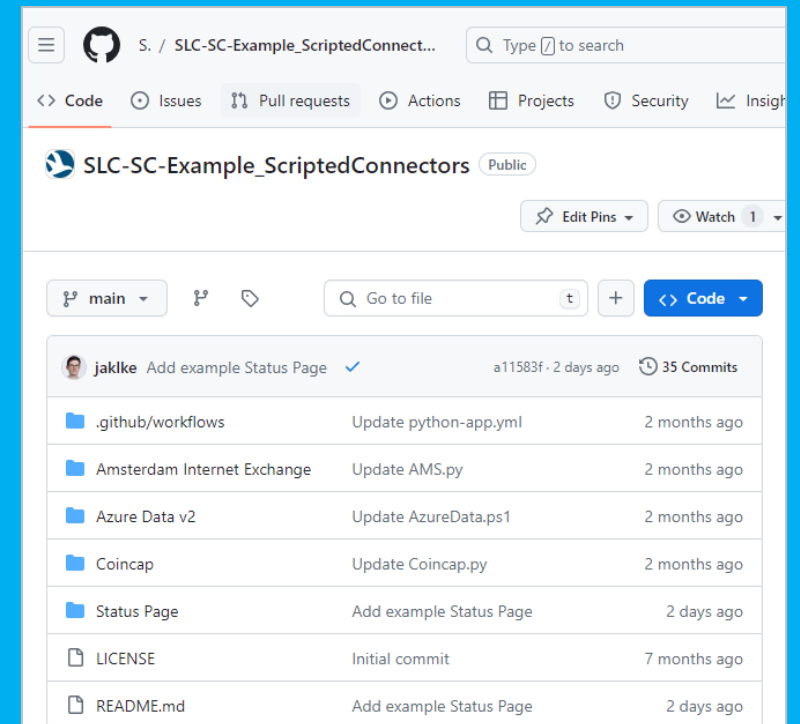 S. / SLC-SC-Example_ScriptedConnect... Type / to search
Code Issues Pull requests Actions Projects Security Insigh
SLC-SC-Example_ScriptedConnectors Public
Edit Pins Watch 1
main Go to file t + Code
jaklke Add example Status Page a11583f · 2 days ago 35 Commits
.github/workflows Update python-app.yml 2 months ago
Amsterdam Internet Exchange Update AMS.py 2 months ago
Azure Data v2 Update AzureData.ps1 2 months ago
Coincap Update Coincap.py 2 months ago
Status Page Add example Status Page 2 days ago
LICENSE Initial commit 7 months ago
README.md Add example Status Page 2 days ago